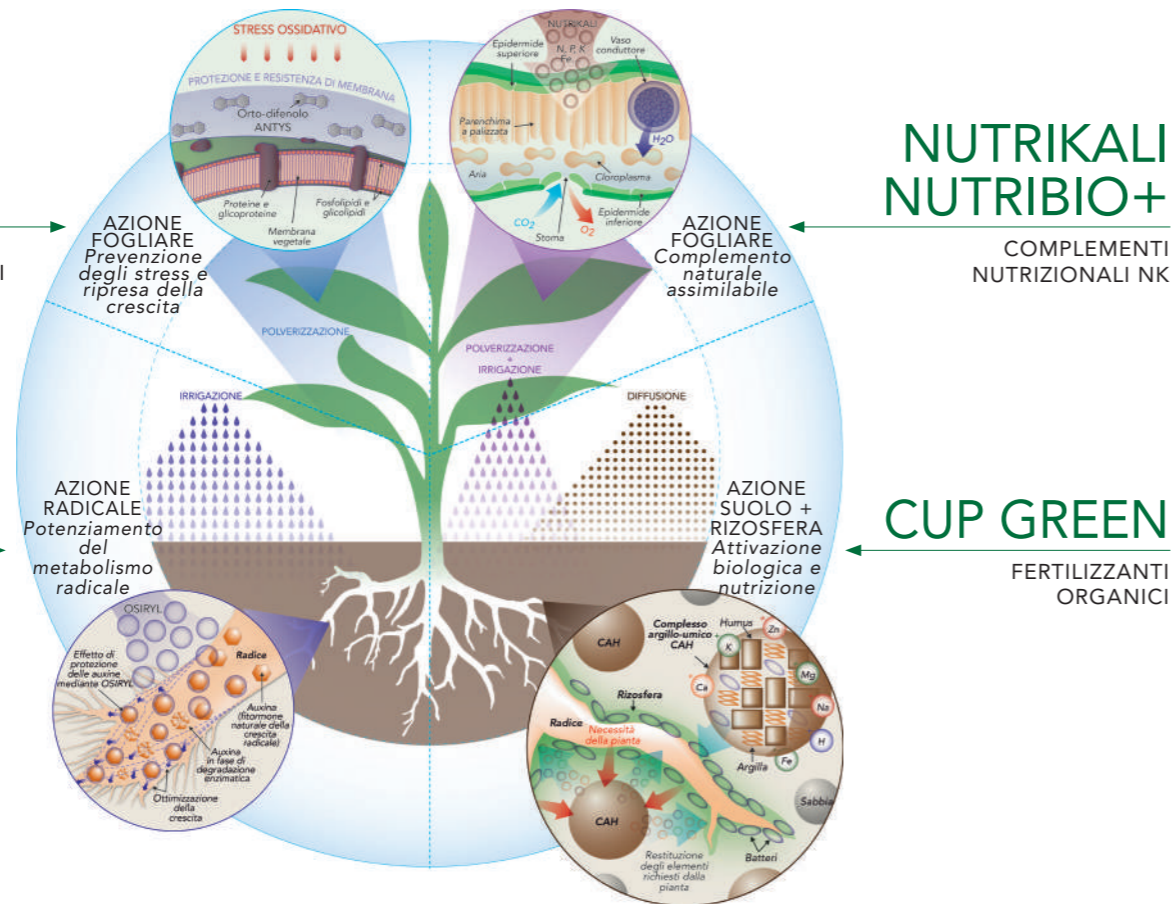 STRESS OSSIDATIVO
PROTEZIONE E RESISTENZA DI MEMBRANA
Orto-difenolo
ANTYS
Proteine e
glicoproteine
Membrana
vegetale
Fosfolipidi e
glicolipidi
NUTRIKALI
N, P, K
Fe
Epidermide
superiore
Vaso
conduttore
Parenchima
a palizzata
H2O
Aria
Cloroplasma
CO2
O2
Stoma
Epidermide
inferiore
AZIONE
FOGLIARE
Prevenzione
degli stress e
ripresa della
crescita
AZIONE
FOGLIARE
Complemento
naturale
assimilabile
NUTRIKALI
NUTRIBIO+
COMPLEMENTI
NUTRIZIONALI NK
I
POLVERIZZAZIONE
POLVERIZZAZIONE
+
IRRIGAZIONE
IRRIGAZIONE
DIFFUSIONE
AZIONE
RADICALE
Potenziamento
del
metabolismo
radicale
AZIONE
SUOLO +
RIZOSFERA
Attivazione
biologica e
nutrizione
CUP GREEN
FERTILIZZANTI
ORGANICI
OSIRYL
Effetto di
protezione
delle auxine
mediante OSIRYL
Radice
Auxina
(fitormone
naturale della
crescita
radicale)
Auxina
in fase di
degradazione
enzimatica
Ottimizzazione
della
crescita
CAH
Complesso
argillo-umico
CAH
Humus
Zn
K
Mg
Ca
Na
H
Fe
Argilla
Rizosfera
Radice
Necessità
della pianta
Sabbia
CAH
Batteri
Restituzione
degli elementi
richiesti dalla
pianta